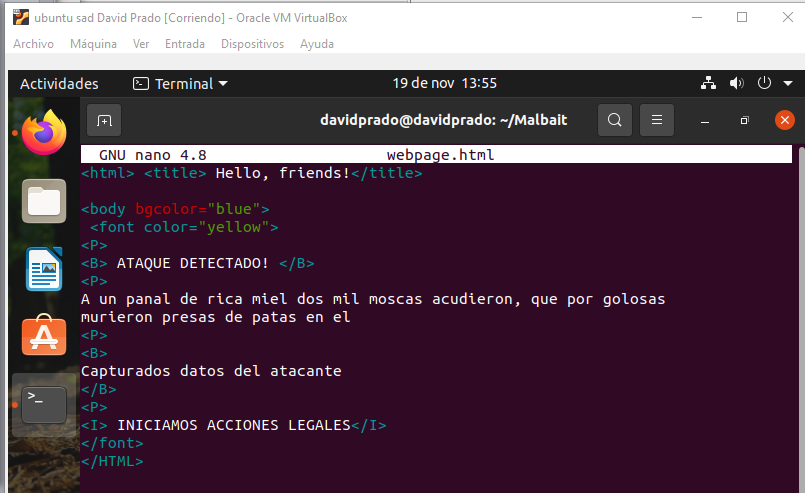 ubuntu sad David Prado [Corriendo] - Oracle VM VirtualBox
Archivo Máquina Ver Entrada Dispositivos Ayuda
Actividades Terminal 19 de nov 13:55
davidprado@davidprado: ~/Malbait
GNU nano 4.8 webpage.html
<html> <title> Hello, friends!</title>
<body bgcolor="blue">
<font color="yellow">
<P>
<B> ATAQUE DETECTADO! </B>
<P>
A un panal de rica miel dos mil moscas acudieron, que por golosas
murieron presas de patas en el
<P>
<B>
Capturados datos del atacante
</B>
<P>
<I> INICIAMOS ACCIONES LEGALES</I>
</font>
</HTML>